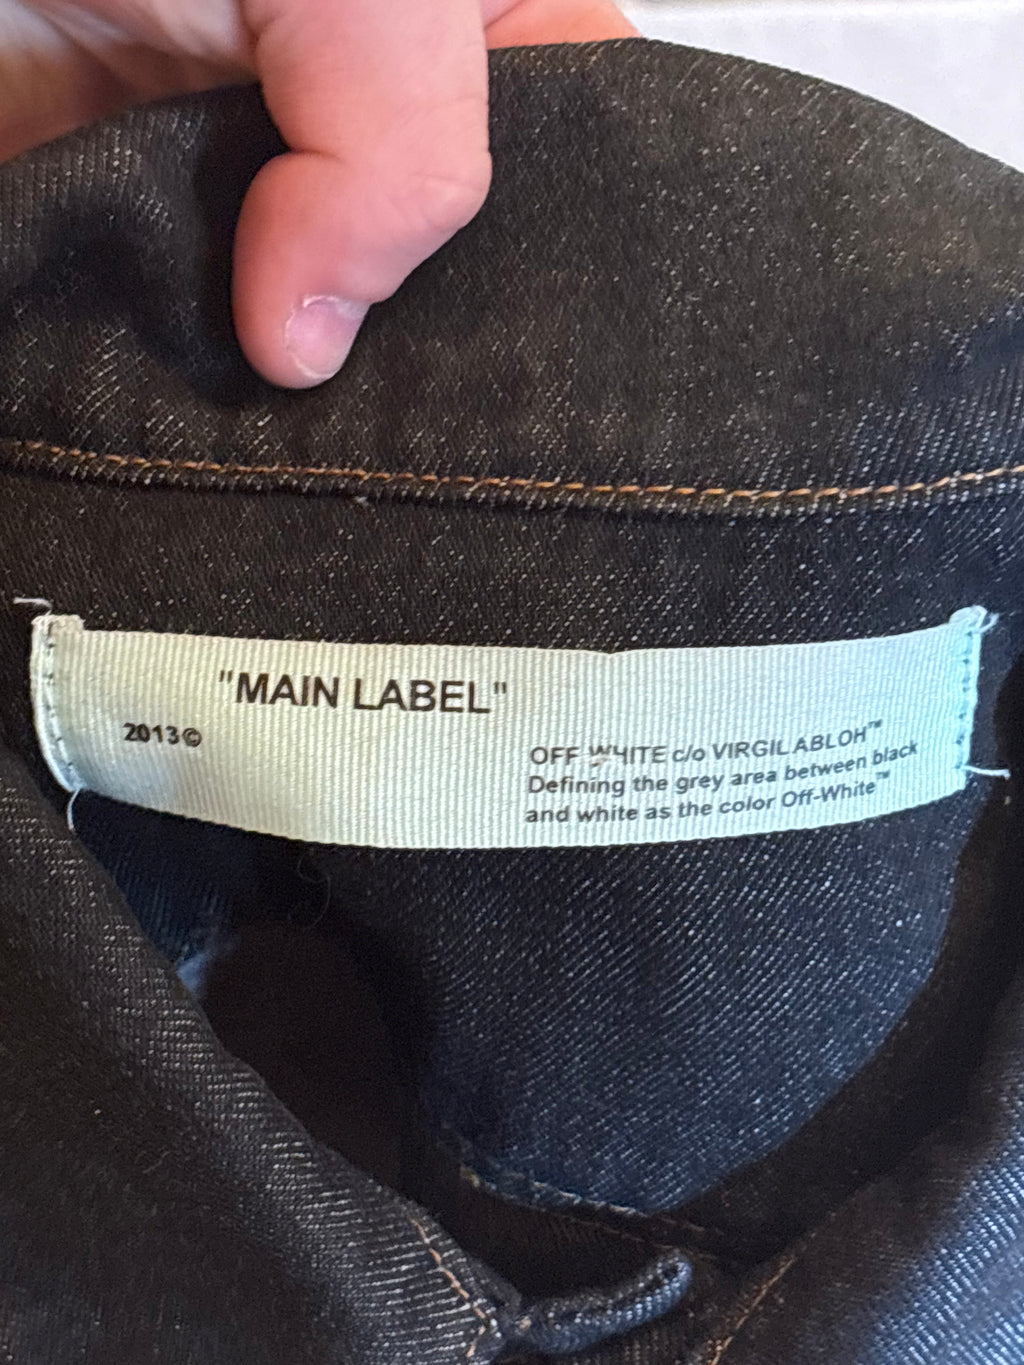 "MAIN LABEL"
2013©
OFF WHITE c/o VIRGIL ABLOH™
Defining the grey area between black
and white as the color Off-White™